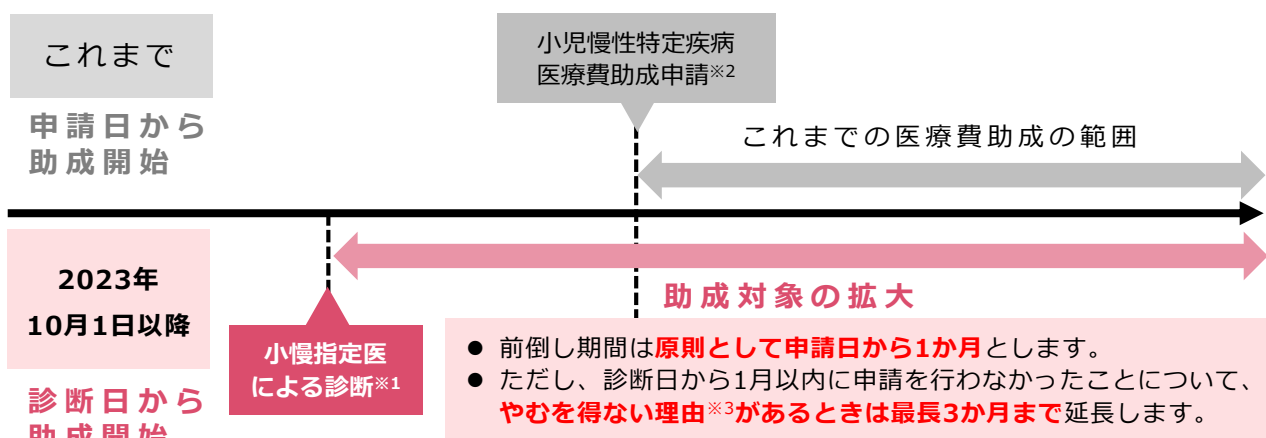 これまで
申請日から
助成開始
小児慢性特定疾病
医療費助成申請※2
これまでの医療費助成の範囲
2023年
10月1日以降
診断日から
助成開始
小慢指定医
による診断※1
助成対象の拡大
● 前倒し期間は原則として申請日から1か月とします。
● ただし、診断日から1月以内に申請を行わなかったことについて、
やむを得ない理由※3があるときは最長3か月まで延長します。